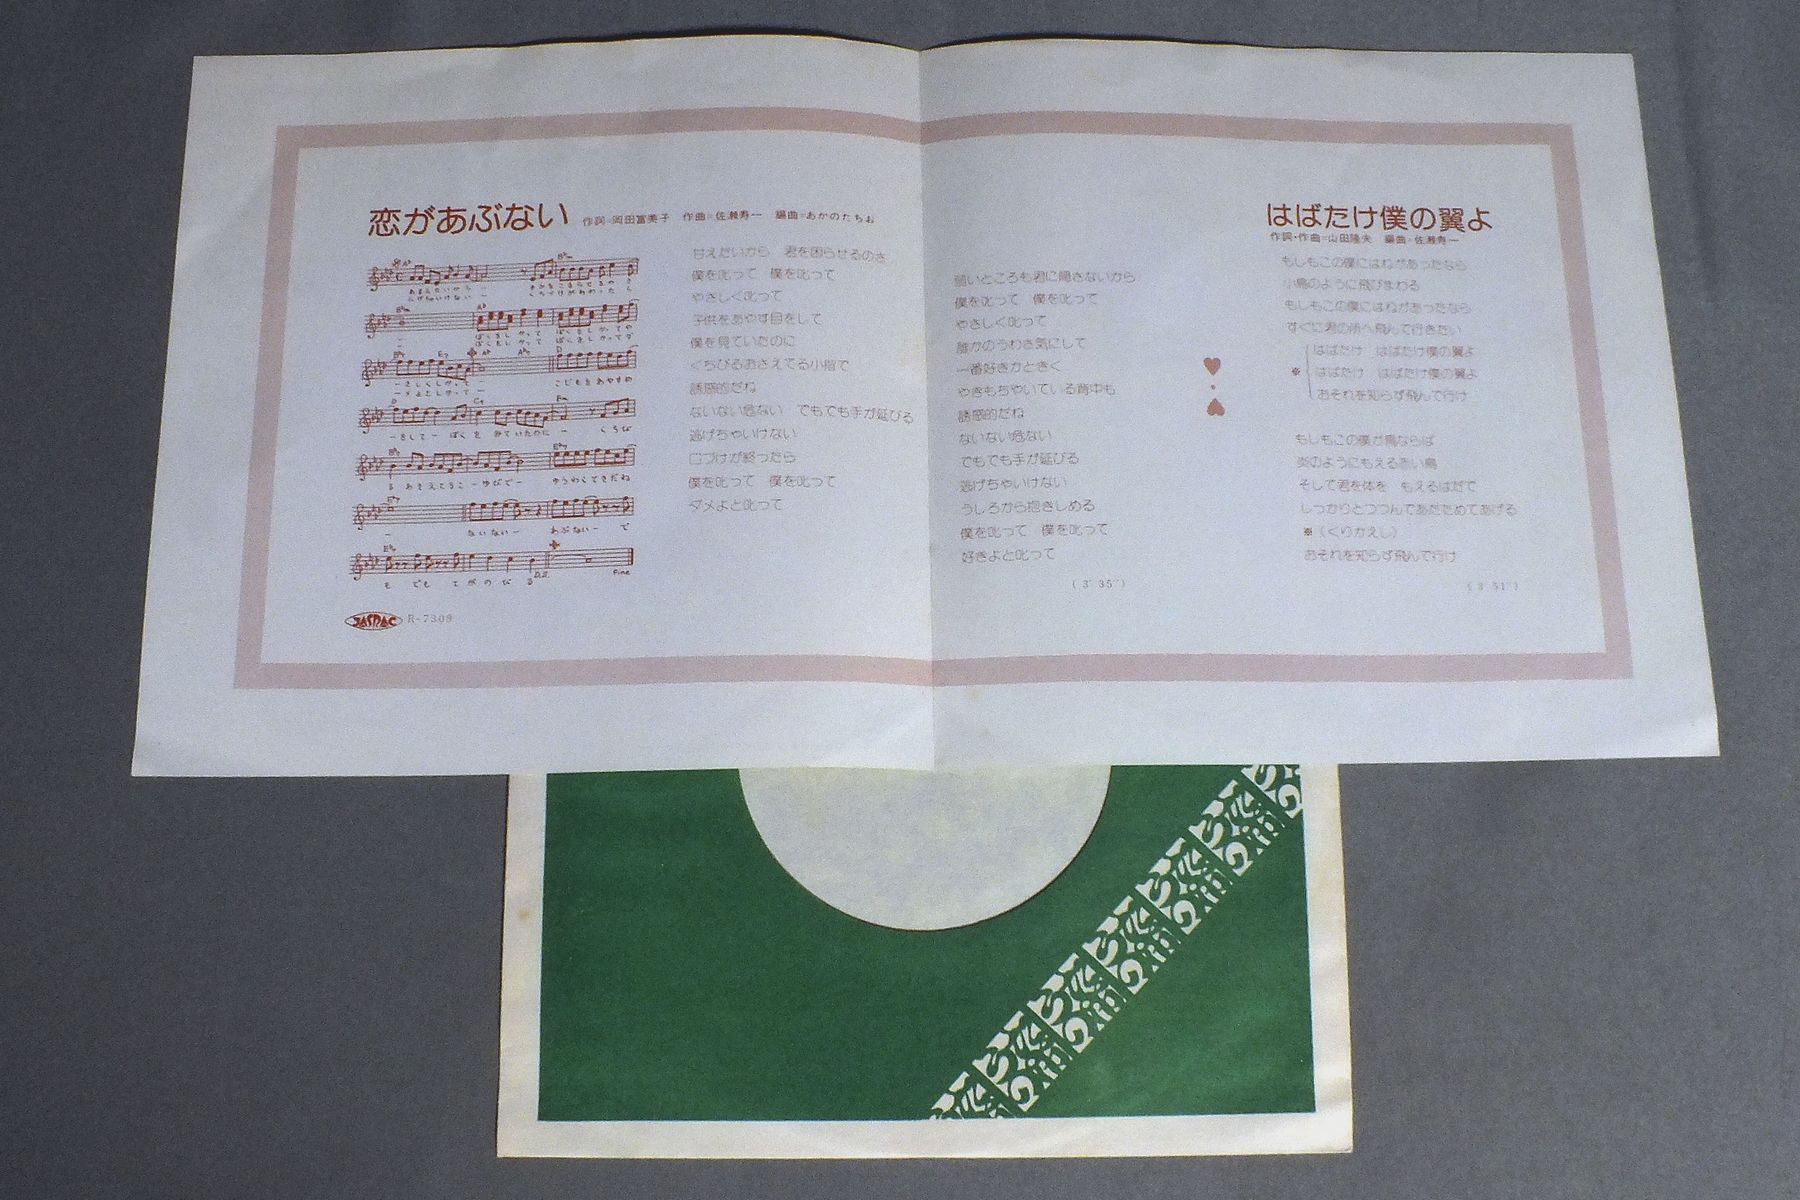 恋があぶない 作詞=岡田冨美子 作曲=佐瀬寿一 編曲=あかのたちお
甘えたいから 君を困らせるのさ
僕を叱って 僕を叱って
やさしく叱って
子供をあやす目をして
僕を見ていたのに
くちびるおさえてる小指で
誘惑的だね
ないない危ない でもでも手が延びる
逃げちゃいけない
口づけが終ったら
僕を叱って 僕を叱って
ダメよと叱って
JASRAC R-7309
弱いところも君に隠さないから
僕を叱って 僕を叱って
やさしく叱って
誰かのうわさ気にして
一番好きかときく
やきもちやいている背中も
誘惑的だね
ないない危ない
でもでも手が延びる
逃げちゃいけない
うしろから抱きしめる
僕を叱って 僕を叱って
好きよと叱って
(3′35″)
はばたけ僕の翼よ
作詞・作曲=山田隆夫 編曲=佐瀬寿一
もしもこの僕にはねがあったなら
小鳥のように飛びまわる
もしもこの僕にはねがあったなら
すぐに君の所へ飛んで行きたい
はばたけ はばたけ僕の翼よ
※ はばたけ はばたけ僕の翼よ
おそれを知らず飛んで行け
もしもこの僕が鳥ならば
炎のようにもえる赤い鳥
そして君を体を もえるはだで
しっかりとつつんであたためてあげる
※(くりかえし)
おそれを知らず飛んで行け
(3′51″)